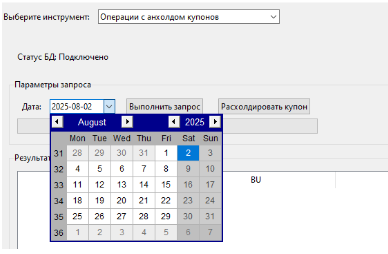 Выберите инструмент: Операции с анхолдом купонов
Статус БД: Подключено
Параметры запроса
Дата: 2025-08-02 Выполнить запрос Расхолдировать купон
August 2025
Mon Tue Wed Thu Fri Sat Sun
31 28 29 30 31 1 2 3
32 4 5 6 7 8 9 10
33 11 12 13 14 15 16 17
34 18 19 20 21 22 23 24
35 25 26 27 28 29 30 31
36 1 2 3 4 5 6 7
Результат
BU